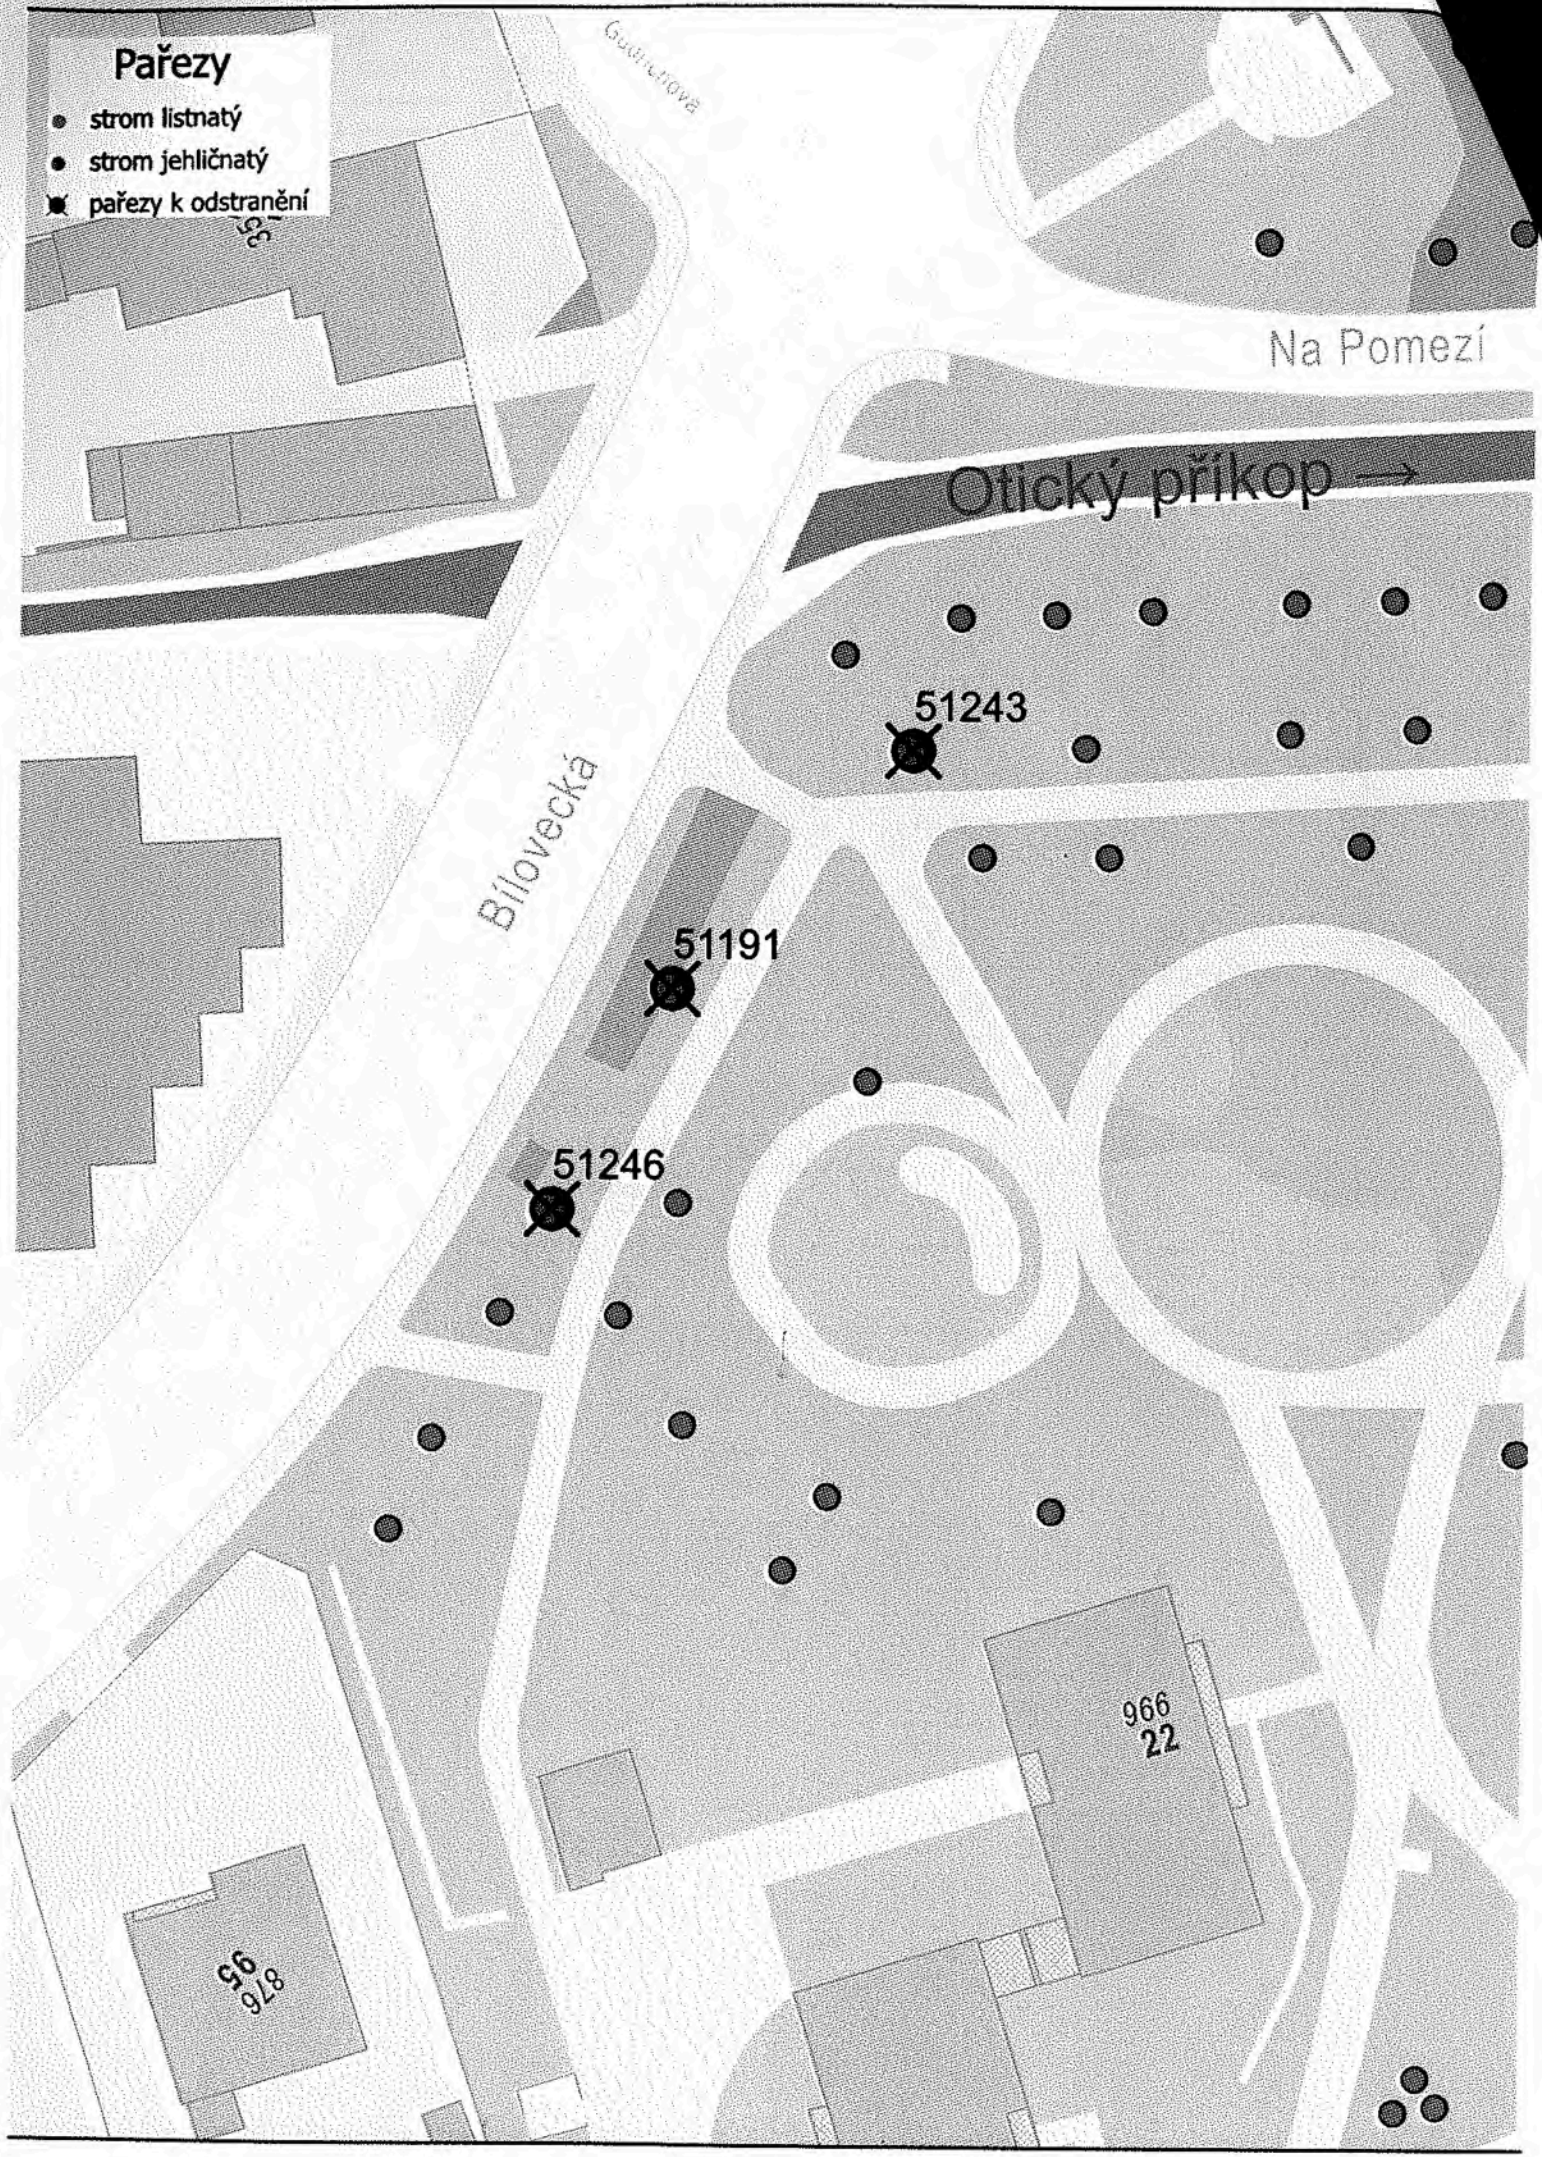 Pařezy
strom listnatý
strom jehličnatý
pařezy k odstranění
35
Na Pomezí
Otický příkop →
51243
Bílovecká
51191
51246
966
22
95
876